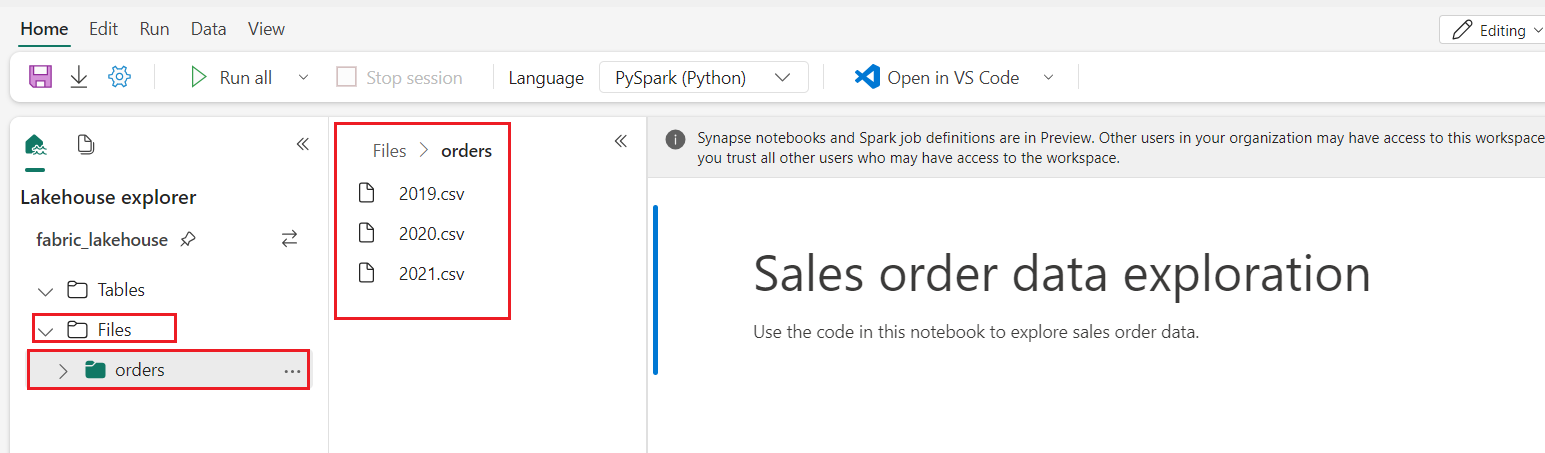 Home Edit Run Data View Editing
Run all Stop session Language PySpark (Python) Open in VS Code
Lakehouse explorer
fabric_lakehouse
Tables
Files
orders
Files > orders
2019.csv
2020.csv
2021.csv
Synapse notebooks and Spark job definitions are in Preview. Other users in your organization may have access to this workspace
you trust all other users who may have access to the workspace.
Sales order data exploration
Use the code in this notebook to explore sales order data.